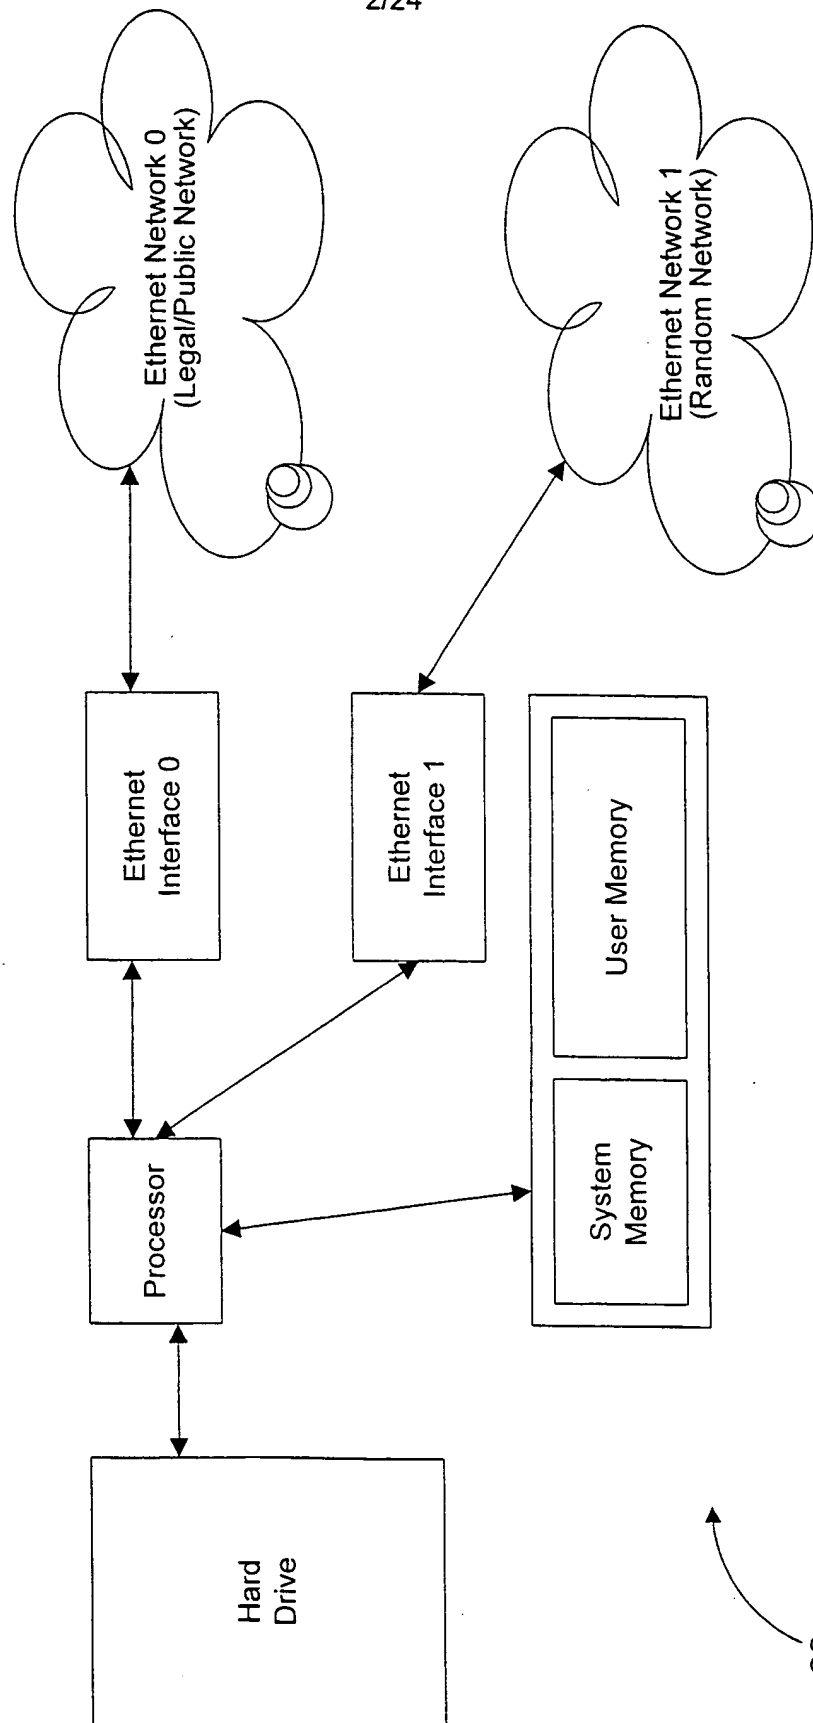 2/24
Ethernet Network 0
(Legal/Public Network)
Ethernet Network 1
(Random Network)
Ethernet
Interface 0
Ethernet
Interface 1
User Memory
System
Memory
Processor
Hard
Drive